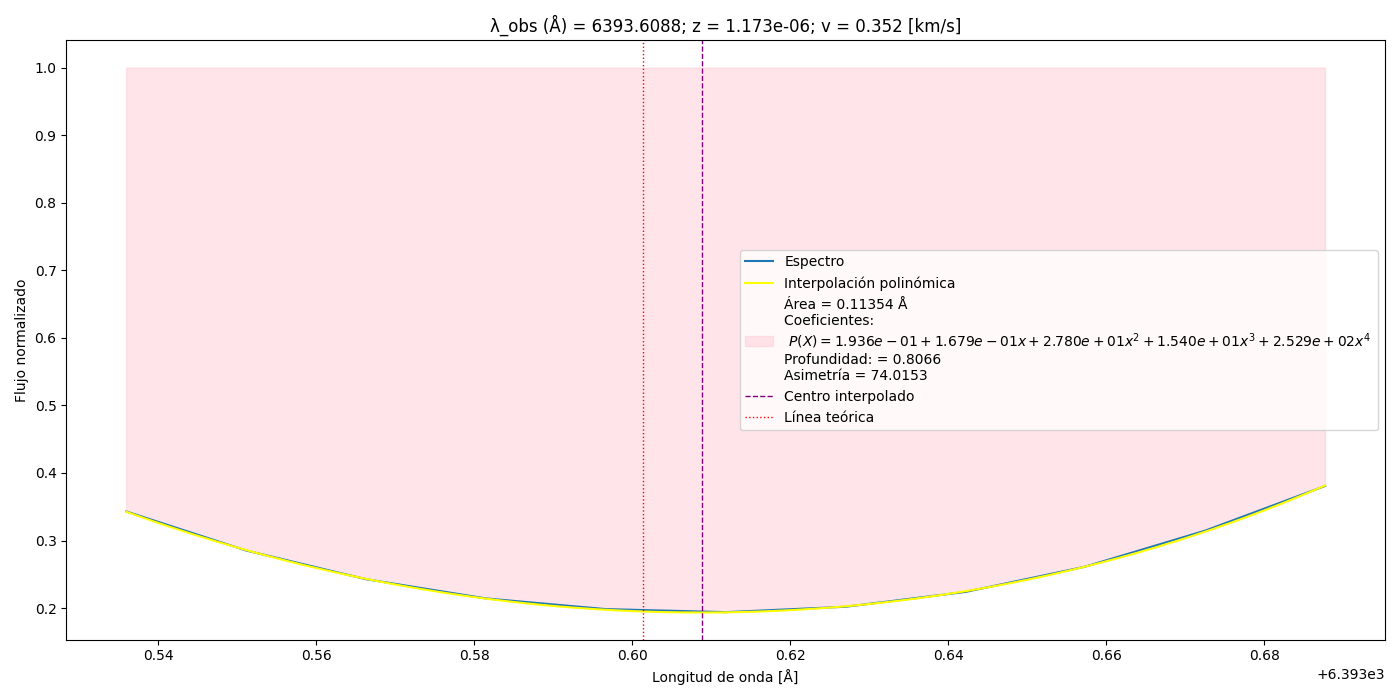 λ_obs (Å) = 6393.6088; z = 1.173e-06; v = 0.352 [km/s]
Flujo normalizado
1.0
0.9
0.8
0.7
0.6
0.5
0.4
0.3
0.2
Espectro
Interpolación polinómica
Área = 0.11354 Å
Coeficientes:
P(X) = 1.936e − 01 + 1.679e − 01x + 2.780e + 01x² + 1.540e + 01x³ + 2.529e + 02x⁴
Profundidad: = 0.8066
Asimetría = 74.0153
Centro interpolado
Línea teórica
0.54 0.56 0.58 0.60 0.62 0.64 0.66 0.68
+6.393e3
Longitud de onda [Å]